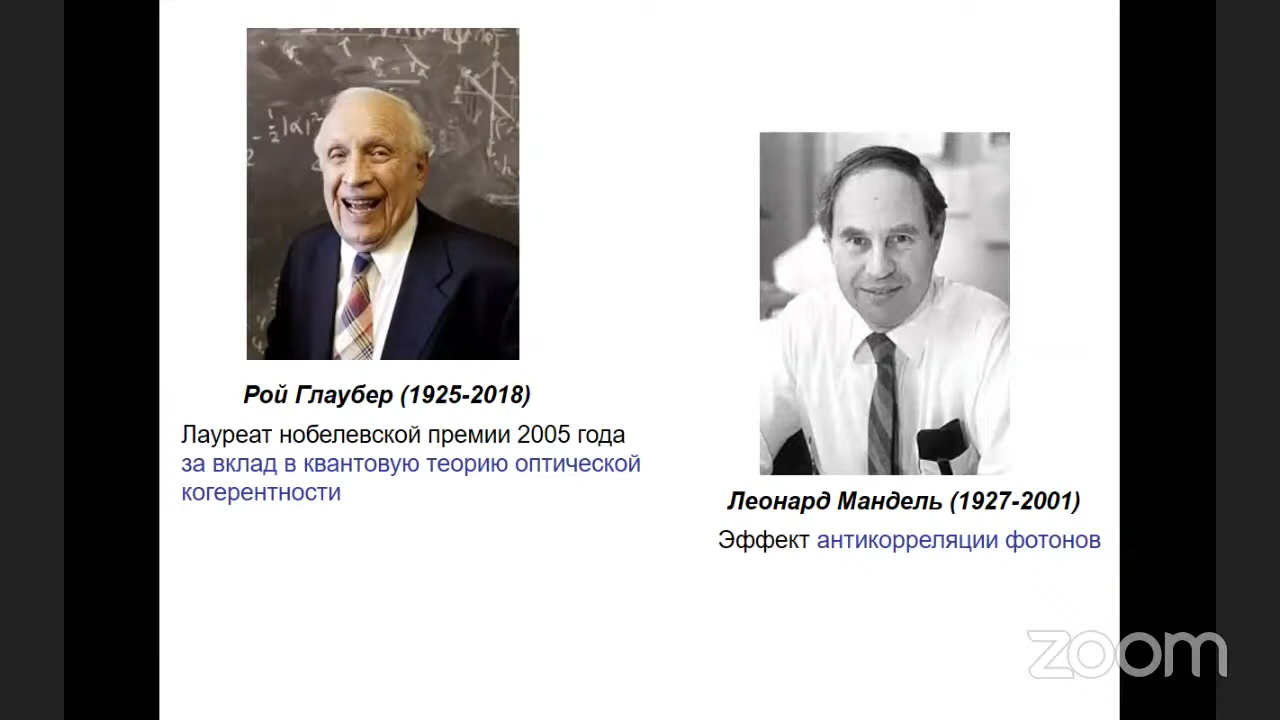 Рой Глаубер (1925-2018)
Лауреат нобелевской премии 2005 года
за вклад в квантовую теорию оптической
когерентности
Леонард Мандель (1927-2001)
Эффект антикорреляции фотонов
zoom